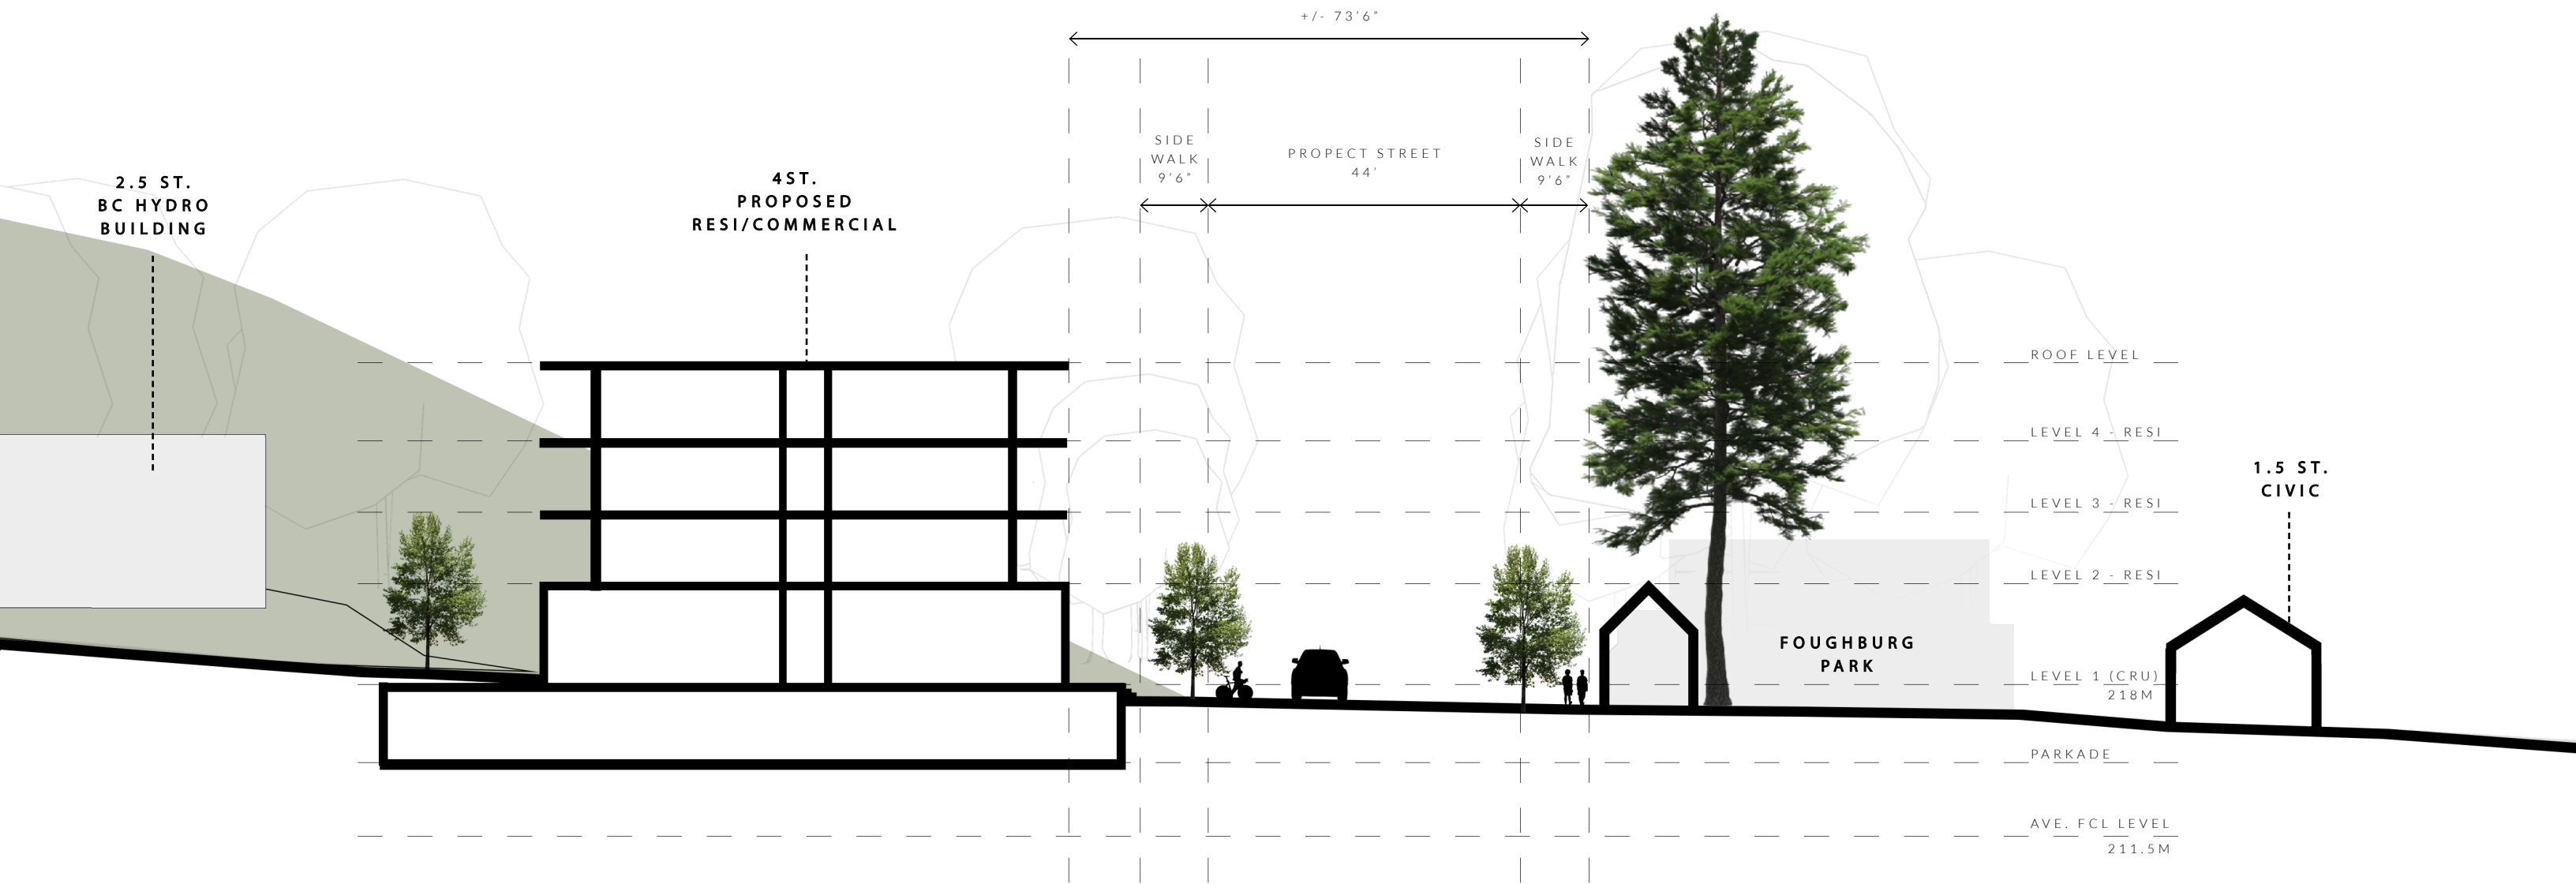 +/- 73'6"
SIDE
WALK
9'6"
PROPECT STREET
44'
SIDE
WALK
9'6"
2.5 ST.
BC HYDRO
BUILDING
4ST.
PROPOSED
RESI/COMMERCIAL
ROOF LEVEL
LEVEL 4 - RESI
LEVEL 3 - RESI
LEVEL 2 - RESI
LEVEL 1 (CRU)
218M
PARKADE
AVE. FCL LEVEL
211.5M
1.5 ST.
CIVIC
FOUGHBURG
PARK